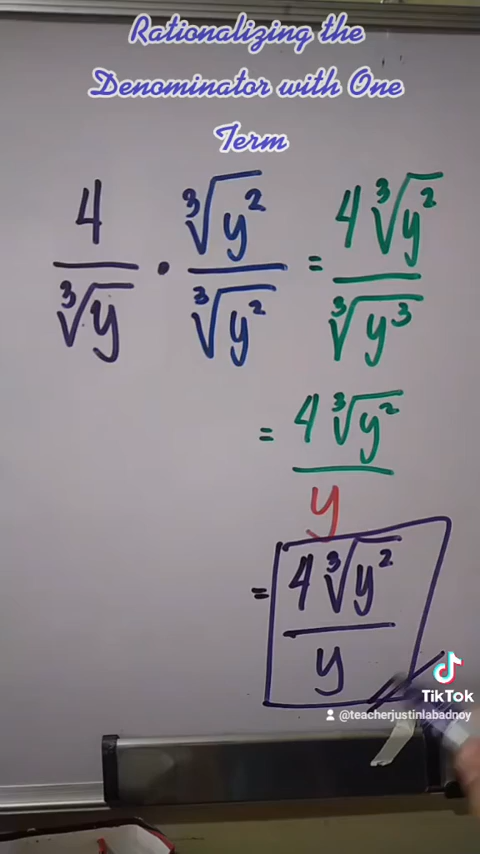 Rationalizing the
Denominator with One
Term
4/∛y · ∛y²/∛y² = 4∛y²/∛y³
= 4∛y²/y
= 4∛y²/y
TikTok
@teacherjustinlabadnoy